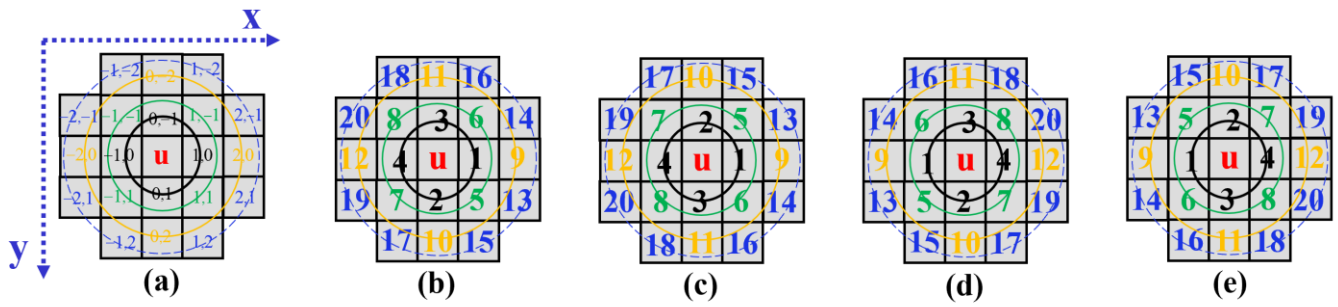 x
y
-1,-2 0,-2 1,-2
-2,-1 -1,-1 0,-1 1,-1 2,-1
-2,0 -1,0 u 1,0 2,0
-2,1 -1,1 0,1 1,1 2,1
-1,2 0,2 1,2
(a)
18 11 16
20 8 3 6 14
12 4 u 1 9
19 7 2 5 13
17 10 15
(b)
17 10 15
19 7 2 5 13
12 4 u 1 9
20 8 3 6 14
18 11 16
(c)
16 11 18
14 6 3 8 20
9 1 u 4 12
13 5 2 7 19
15 10 17
(d)
15 10 17
13 5 2 7 19
9 1 u 4 12
14 6 3 8 20
16 11 18
(e)